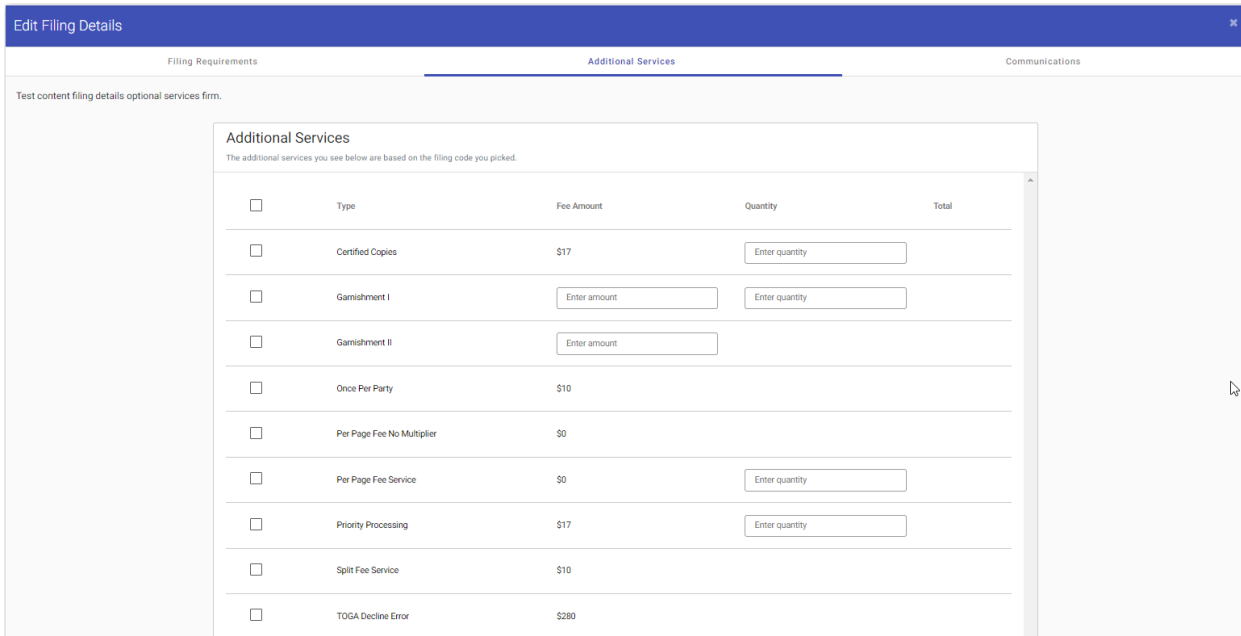 Edit Filing Details
Filing Requirements Additional Services Communications
Test content filing details optional services firm.
Additional Services
The additional services you see below are based on the filing code you picked.
Type Fee Amount Quantity Total
Certified Copies $17 Enter quantity
Garnishment I Enter amount Enter quantity
Garnishment II Enter amount
Once Per Party $10
Per Page Fee No Multiplier $0
Per Page Fee Service $0 Enter quantity
Priority Processing $17 Enter quantity
Split Fee Service $10
TOGA Decline Error $280